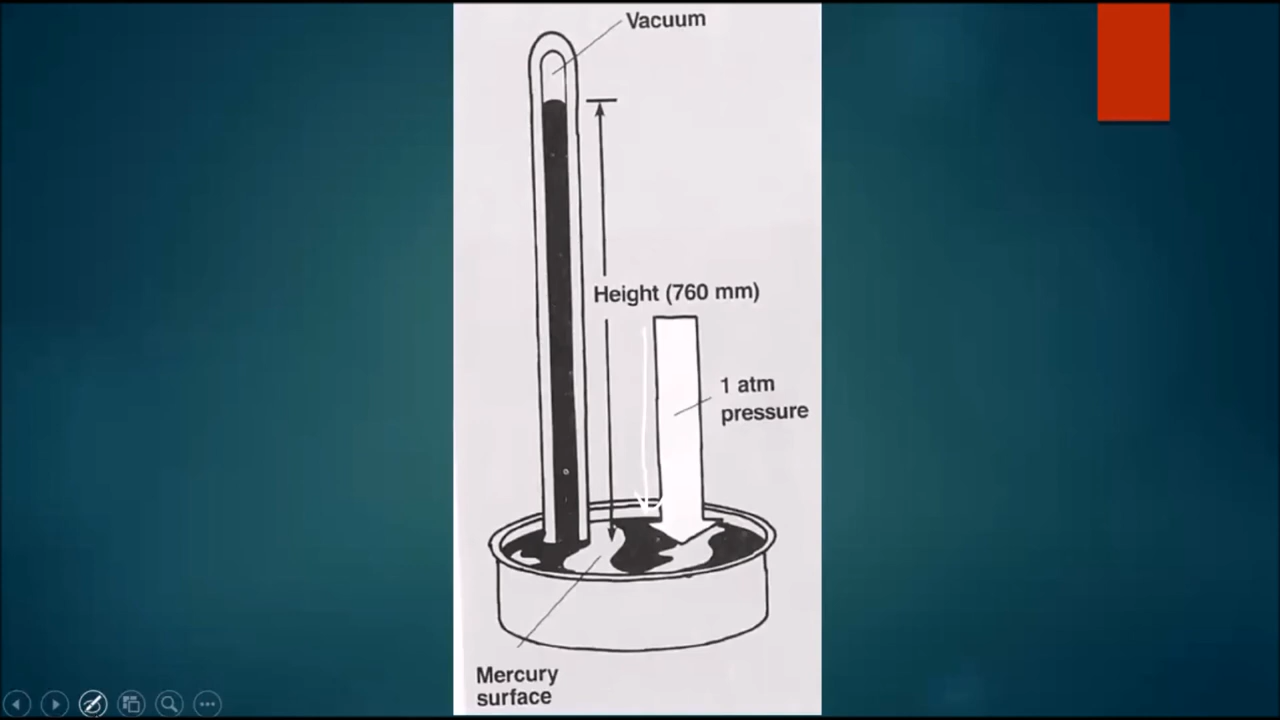 Vacuum
Height (760 mm)
1 atm
pressure
Mercury
surface